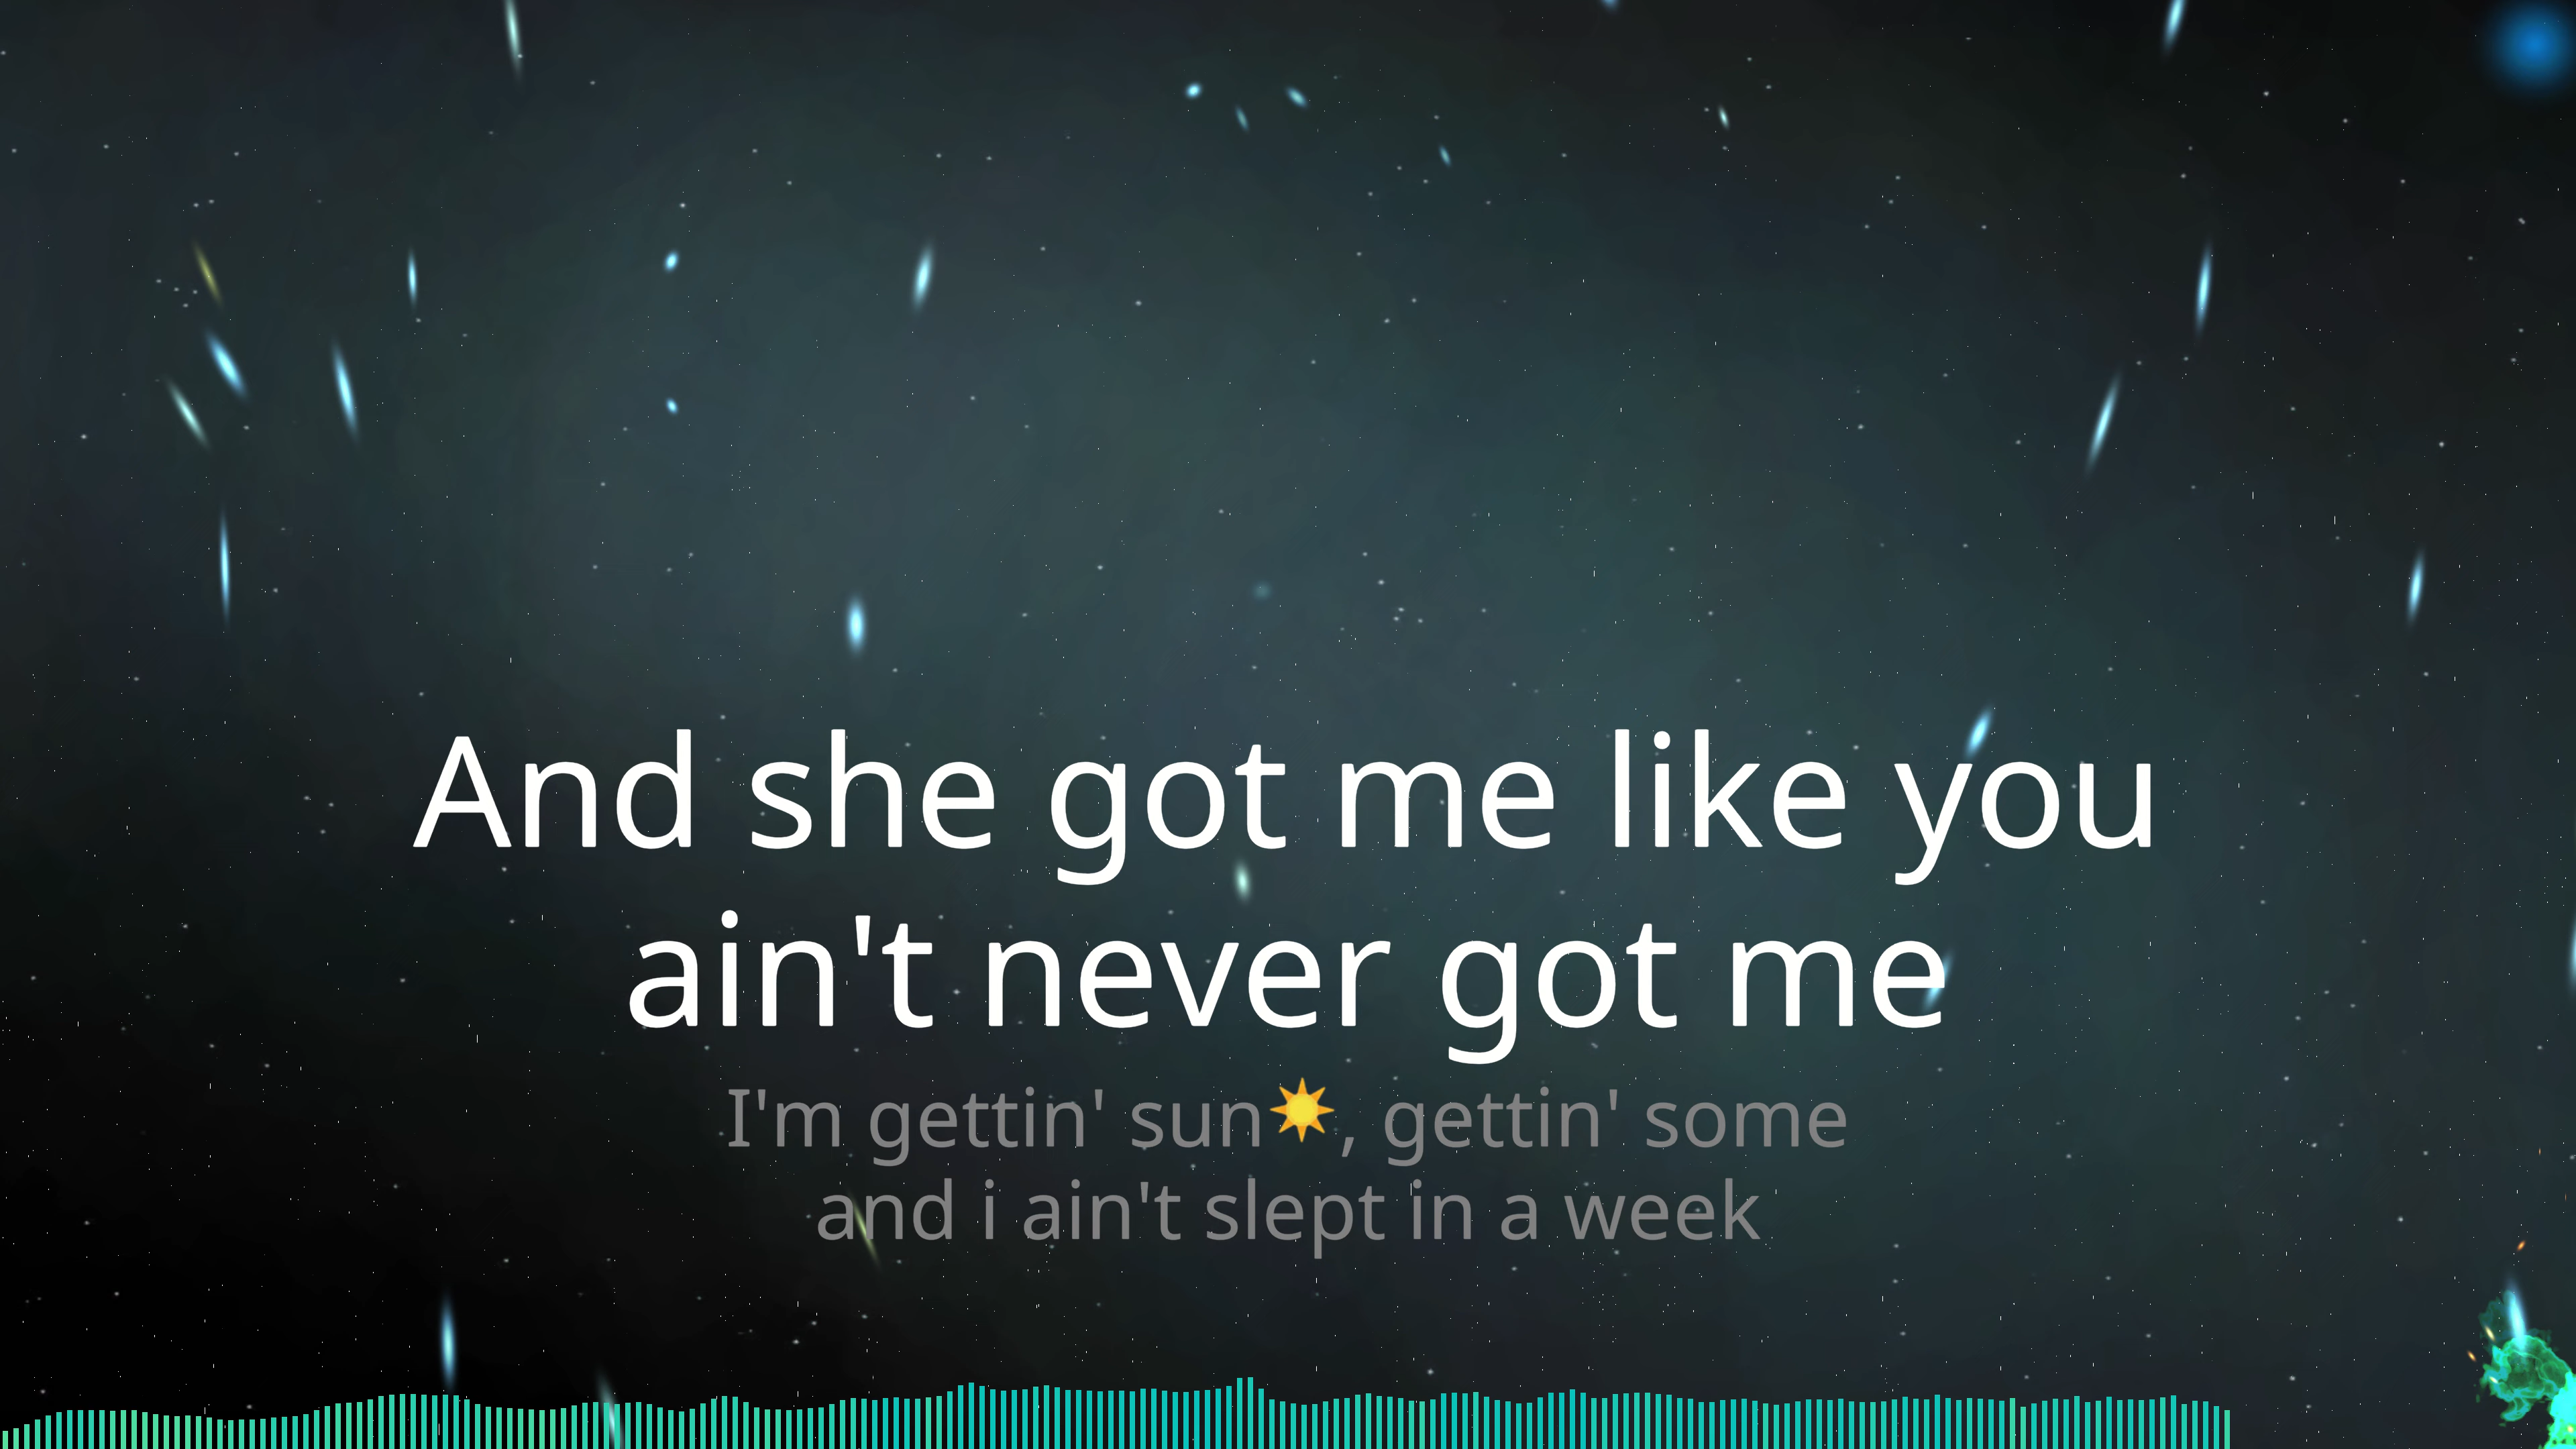 And she got me like you
ain't never got me
I'm gettin' sun☀️, gettin' some
and i ain't slept in a week